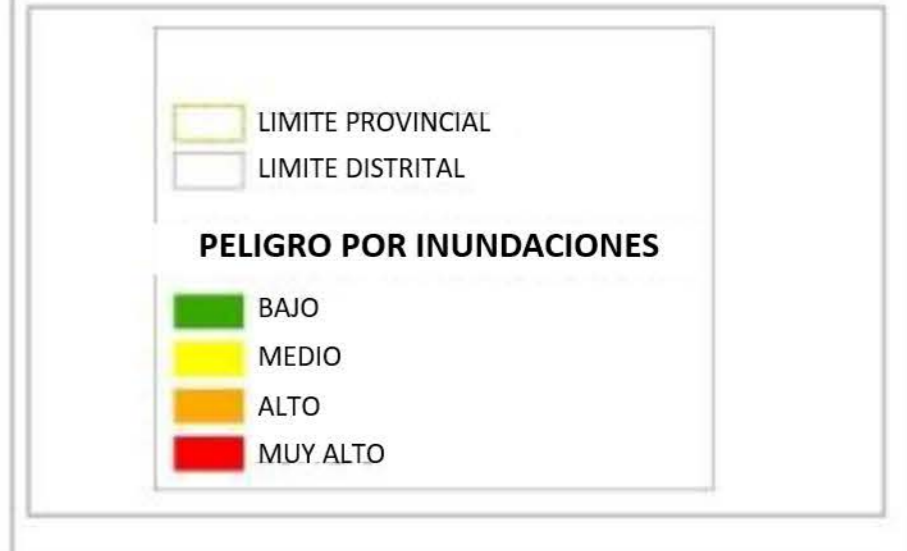 LIMITE PROVINCIAL
LIMITE DISTRITAL
PELIGRO POR INUNDACIONES
BAJO
MEDIO
ALTO
MUY ALTO